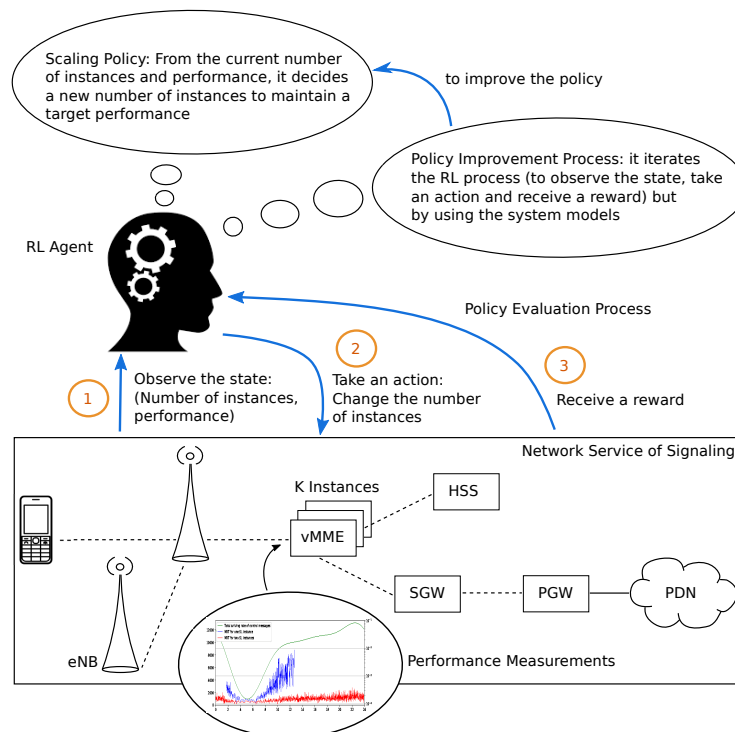 Scaling Policy: From the current number
of instances and performance, it decides
a new number of instances to maintain a
target performance
to improve the policy
Policy Improvement Process: it iterates
the RL process (to observe the state, take
an action and receive a reward) but
by using the system models
RL Agent
Policy Evaluation Process
1
Observe the state:
(Number of instances,
performance)
2
Take an action:
Change the number
of instances
3
Receive a reward
Network Service of Signaling
K Instances
vMME
HSS
SGW
PGW
PDN
eNB
Performance Measurements